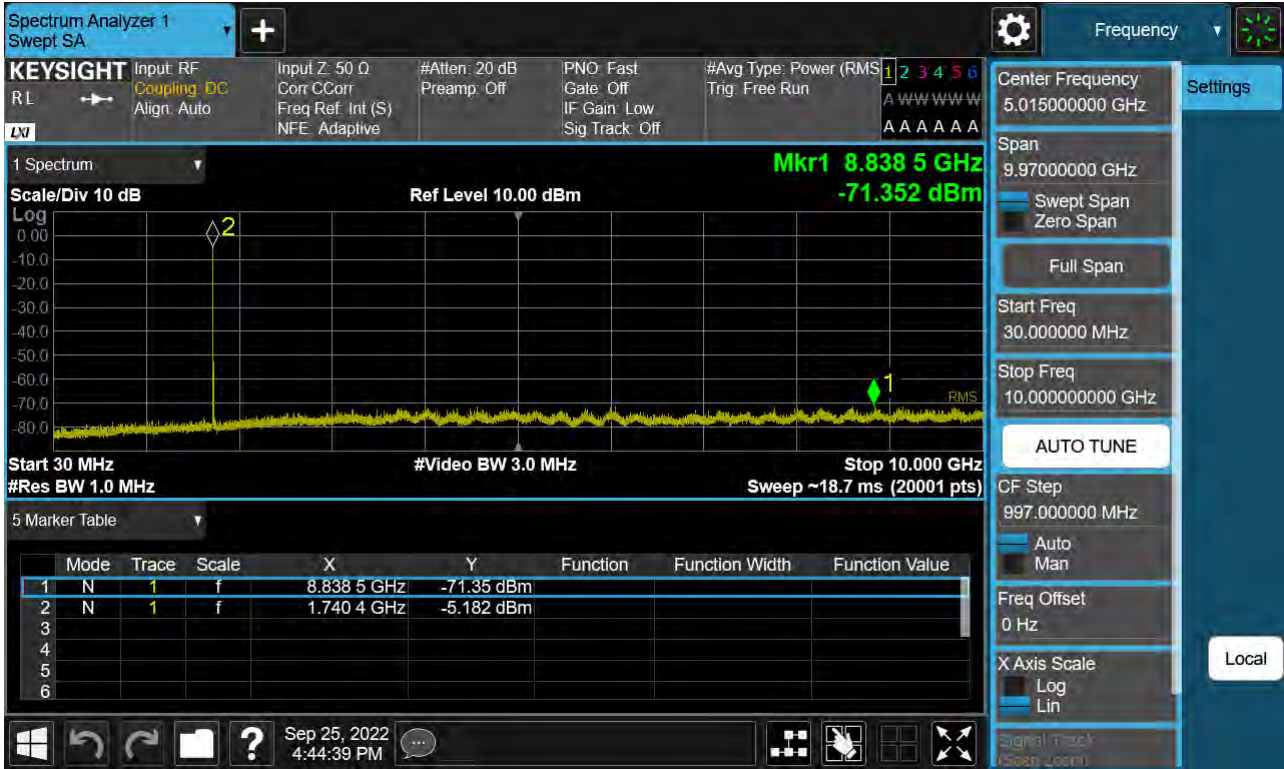 Spectrum Analyzer 1
Swept SA
+
Frequency
KEYSIGHT
RL
LXI
Input: RF
Coupling: DC
Align: Auto
Input Z: 50 Ω
Corr CCorr
Freq Ref: Int (S)
NFE: Adaptive
#Atten: 20 dB
Preamp: Off
PNO: Fast
Gate: Off
IF Gain: Low
Sig Track: Off
#Avg Type: Power (RMS
Trig: Free Run
1 2 3 4 5 6
A W W W W W
A A A A A A
1 Spectrum
Mkr1 8.838 5 GHz
-71.352 dBm
Scale/Div 10 dB
Ref Level 10.00 dBm
Log
0.00
-10.0
-20.0
-30.0
-40.0
-50.0
-60.0
-70.0
-80.0
2
1
RMS
Start 30 MHz
#Video BW 3.0 MHz
Stop 10.000 GHz
#Res BW 1.0 MHz
Sweep ~18.7 ms (20001 pts)
5 Marker Table
Mode Trace Scale X Y Function Function Width Function Value
1 N 1 f 8.838 5 GHz -71.35 dBm
2 N 1 f 1.740 4 GHz -5.182 dBm
3
4
5
6
Sep 25, 2022
4:44:39 PM
?
Center Frequency
5.015000000 GHz
Span
9.97000000 GHz
Swept Span
Zero Span
Full Span
Start Freq
30.000000 MHz
Stop Freq
10.000000000 GHz
AUTO TUNE
CF Step
997.000000 MHz
Auto
Man
Freq Offset
0 Hz
X Axis Scale
Log
Lin
Signal Track
(Span Zoom)
Settings
Local